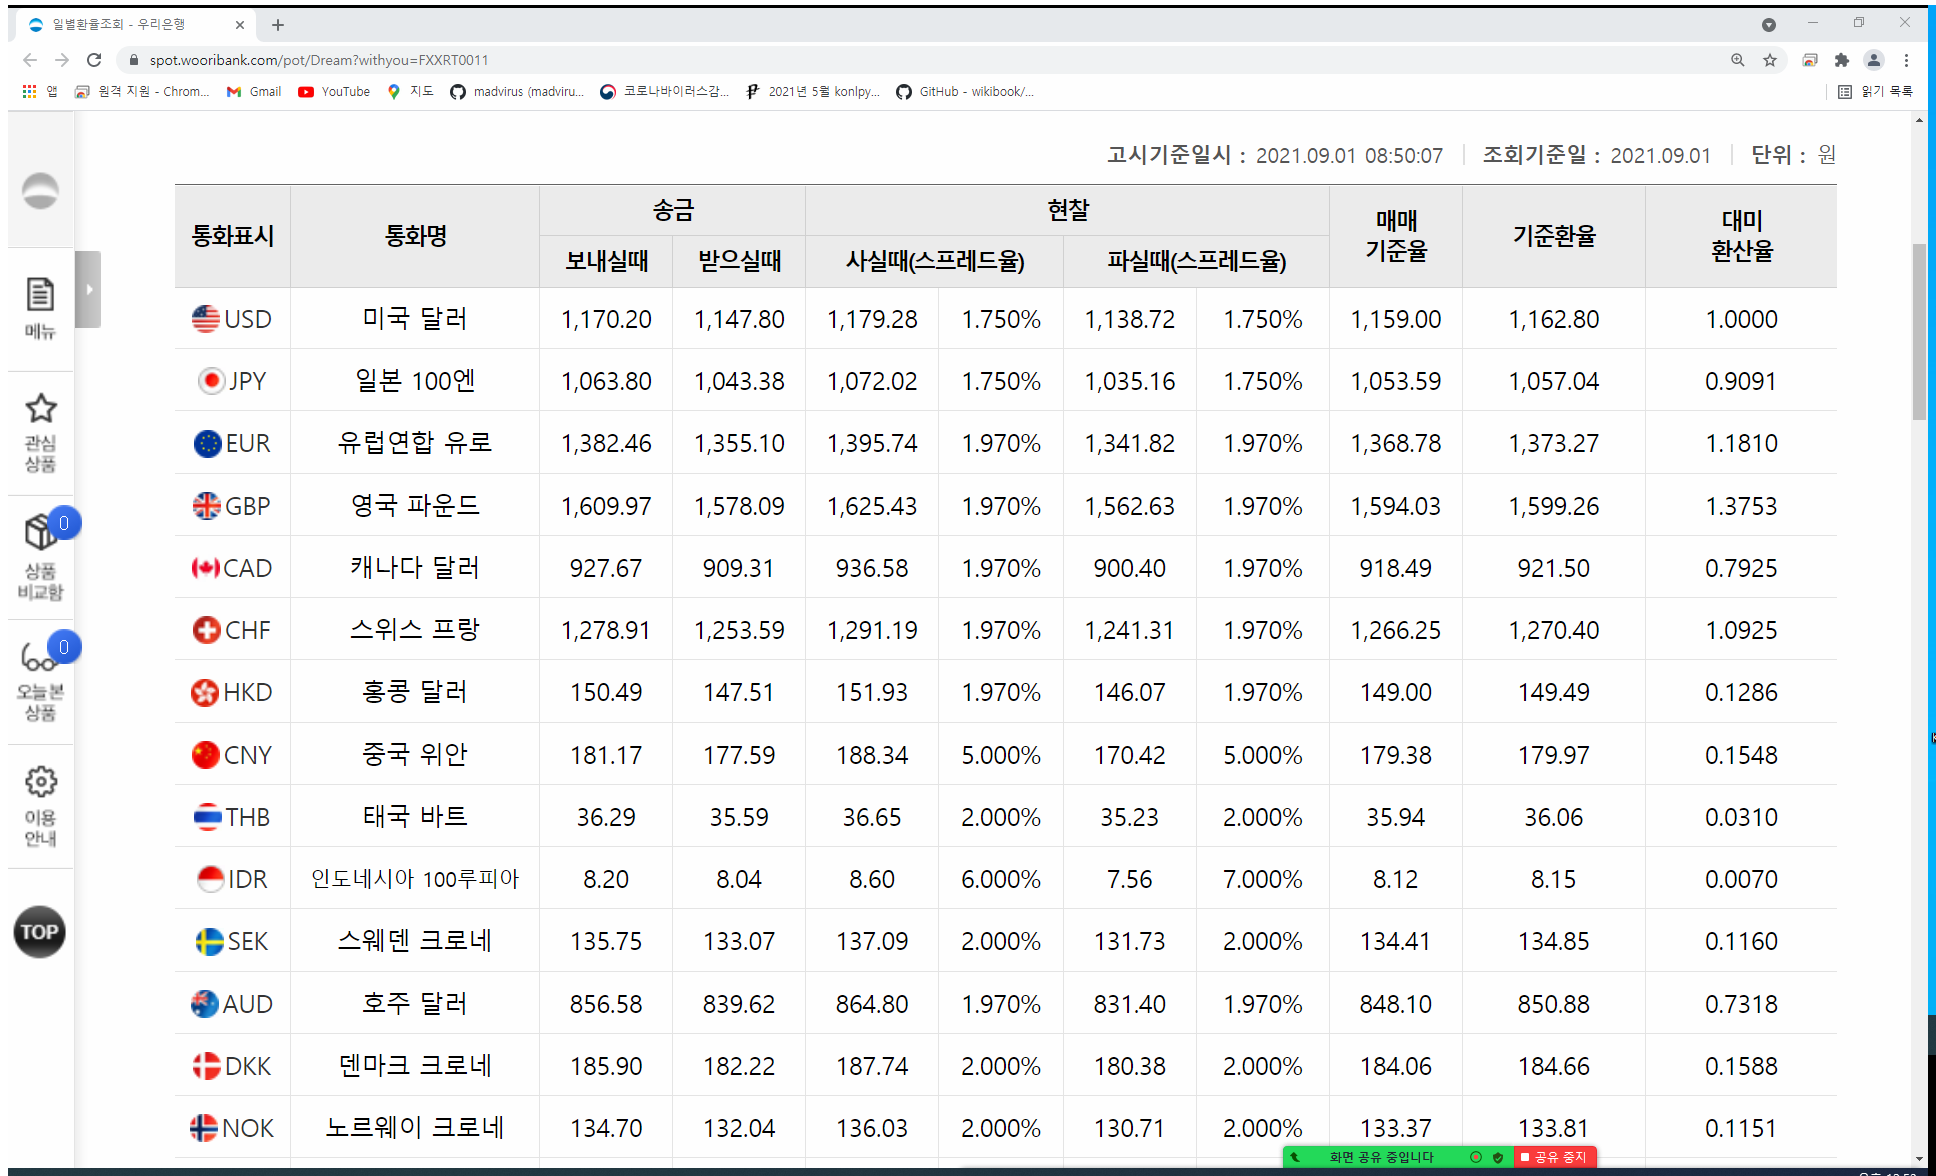 일별환율조회 - 우리은행
spot.wooribank.com/pot/Dream?withyou=FXXRT0011
앱 원격 지원 - Chrom... Gmail YouTube 지도 madvirus (madviru... 코로나바이러스감... 2021년 5월 konlpy... GitHub - wikibook/... 읽기 목록
고시기준일시 : 2021.09.01 08:50:07 조회기준일 : 2021.09.01 단위 : 원
메뉴
관심
상품
0
상품
비교함
0
오늘본
상품
이용
안내
TOP
통화표시 통화명 송금 현찰 매매 기준율 기준환율 대미 환산율
보내실때 받으실때 사실때(스프레드율) 파실때(스프레드율)
USD 미국 달러 1,170.20 1,147.80 1,179.28 1.750% 1,138.72 1.750% 1,159.00 1,162.80 1.0000
JPY 일본 100엔 1,063.80 1,043.38 1,072.02 1.750% 1,035.16 1.750% 1,053.59 1,057.04 0.9091
EUR 유럽연합 유로 1,382.46 1,355.10 1,395.74 1.970% 1,341.82 1.970% 1,368.78 1,373.27 1.1810
GBP 영국 파운드 1,609.97 1,578.09 1,625.43 1.970% 1,562.63 1.970% 1,594.03 1,599.26 1.3753
CAD 캐나다 달러 927.67 909.31 936.58 1.970% 900.40 1.970% 918.49 921.50 0.7925
CHF 스위스 프랑 1,278.91 1,253.59 1,291.19 1.970% 1,241.31 1.970% 1,266.25 1,270.40 1.0925
HKD 홍콩 달러 150.49 147.51 151.93 1.970% 146.07 1.970% 149.00 149.49 0.1286
CNY 중국 위안 181.17 177.59 188.34 5.000% 170.42 5.000% 179.38 179.97 0.1548
THB 태국 바트 36.29 35.59 36.65 2.000% 35.23 2.000% 35.94 36.06 0.0310
IDR 인도네시아 100루피아 8.20 8.04 8.60 6.000% 7.56 7.000% 8.12 8.15 0.0070
SEK 스웨덴 크로네 135.75 133.07 137.09 2.000% 131.73 2.000% 134.41 134.85 0.1160
AUD 호주 달러 856.58 839.62 864.80 1.970% 831.40 1.970% 848.10 850.88 0.7318
DKK 덴마크 크로네 185.90 182.22 187.74 2.000% 180.38 2.000% 184.06 184.66 0.1588
NOK 노르웨이 크로네 134.70 132.04 136.03 2.000% 130.71 2.000% 133.37 133.81 0.1151
화면 공유 중입니다 공유 중지